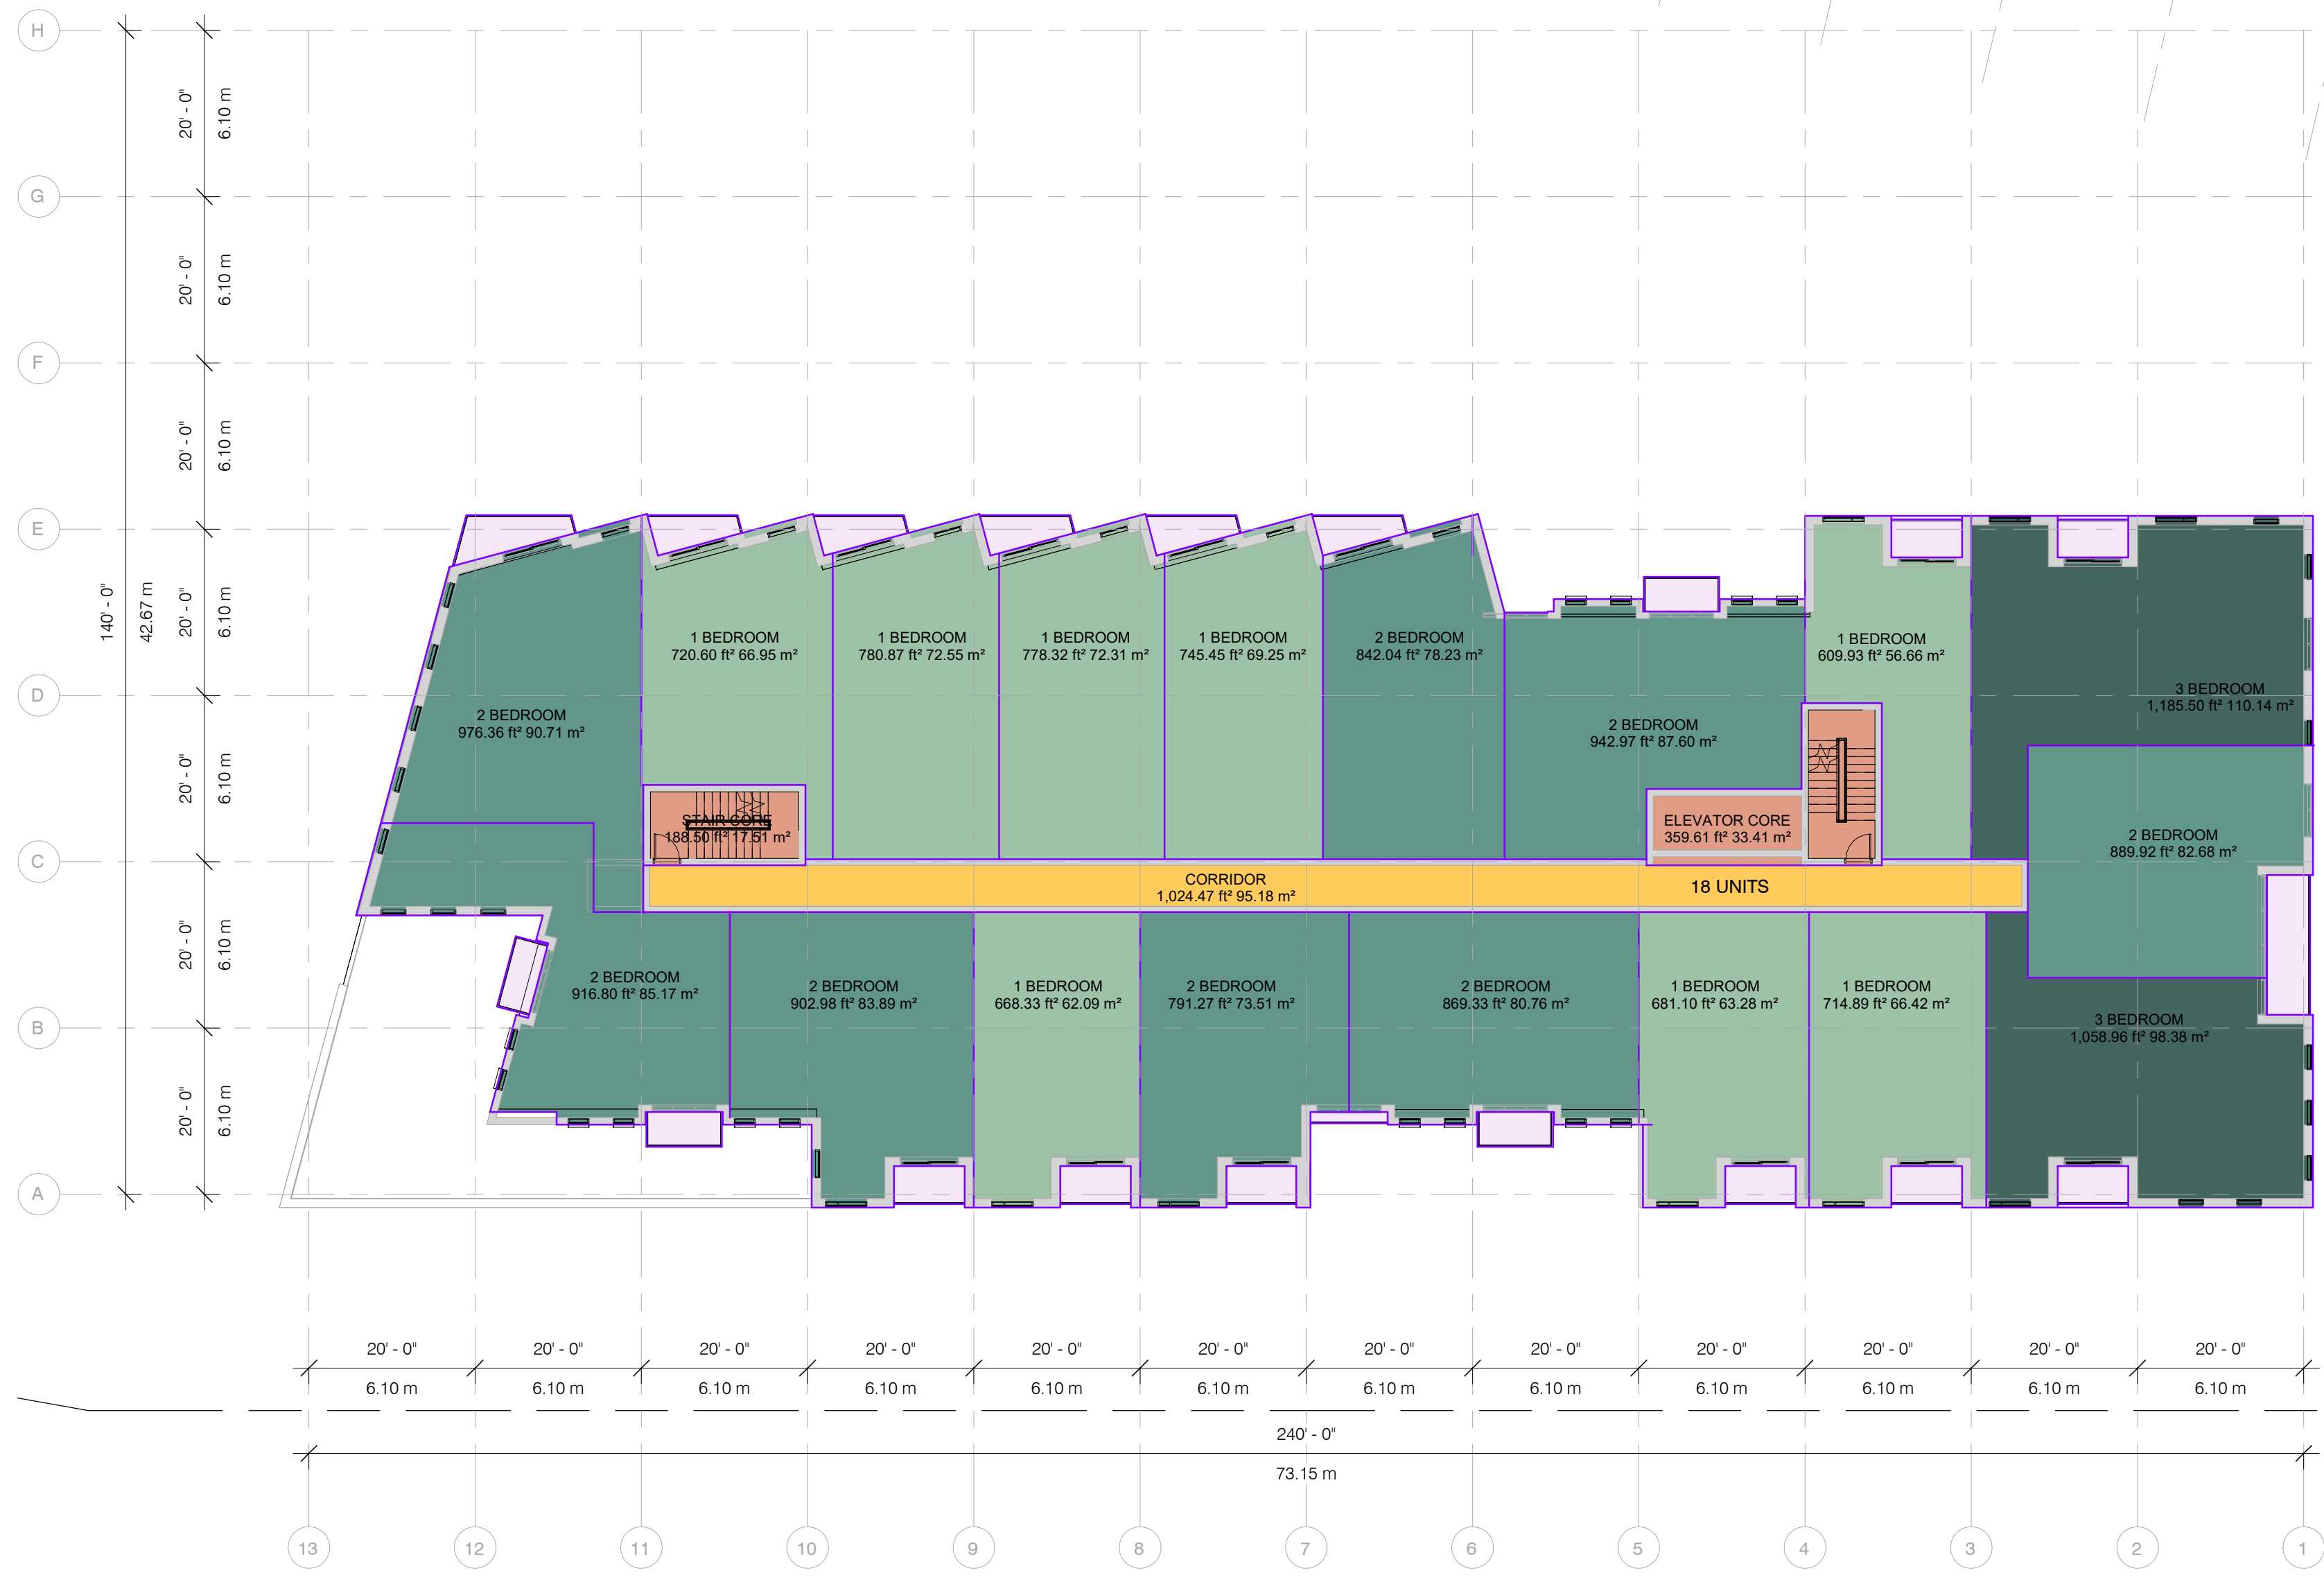 H
G
F
E
D
C
B
A
20' - 0"
6.10 m
20' - 0"
6.10 m
20' - 0"
6.10 m
20' - 0"
6.10 m
20' - 0"
6.10 m
20' - 0"
6.10 m
20' - 0"
6.10 m
140' - 0"
42.67 m
1 BEDROOM
720.60 ft² 66.95 m²
1 BEDROOM
780.87 ft² 72.55 m²
1 BEDROOM
778.32 ft² 72.31 m²
1 BEDROOM
745.45 ft² 69.25 m²
2 BEDROOM
842.04 ft² 78.23 m²
1 BEDROOM
609.93 ft² 56.66 m²
3 BEDROOM
1,185.50 ft² 110.14 m²
2 BEDROOM
976.36 ft² 90.71 m²
2 BEDROOM
942.97 ft² 87.60 m²
STAIR CORE
188.50 ft² 17.51 m²
ELEVATOR CORE
359.61 ft² 33.41 m²
2 BEDROOM
889.92 ft² 82.68 m²
CORRIDOR
1,024.47 ft² 95.18 m²
18 UNITS
2 BEDROOM
916.80 ft² 85.17 m²
2 BEDROOM
902.98 ft² 83.89 m²
1 BEDROOM
668.33 ft² 62.09 m²
2 BEDROOM
791.27 ft² 73.51 m²
2 BEDROOM
869.33 ft² 80.76 m²
1 BEDROOM
681.10 ft² 63.28 m²
1 BEDROOM
714.89 ft² 66.42 m²
3 BEDROOM
1,058.96 ft² 98.38 m²
20' - 0" 20' - 0" 20' - 0" 20' - 0" 20' - 0" 20' - 0" 20' - 0" 20' - 0" 20' - 0" 20' - 0" 20' - 0" 20' - 0"
6.10 m 6.10 m 6.10 m 6.10 m 6.10 m 6.10 m 6.10 m 6.10 m 6.10 m 6.10 m 6.10 m 6.10 m
240' - 0"
73.15 m
13 12 11 10 9 8 7 6 5 4 3 2 1